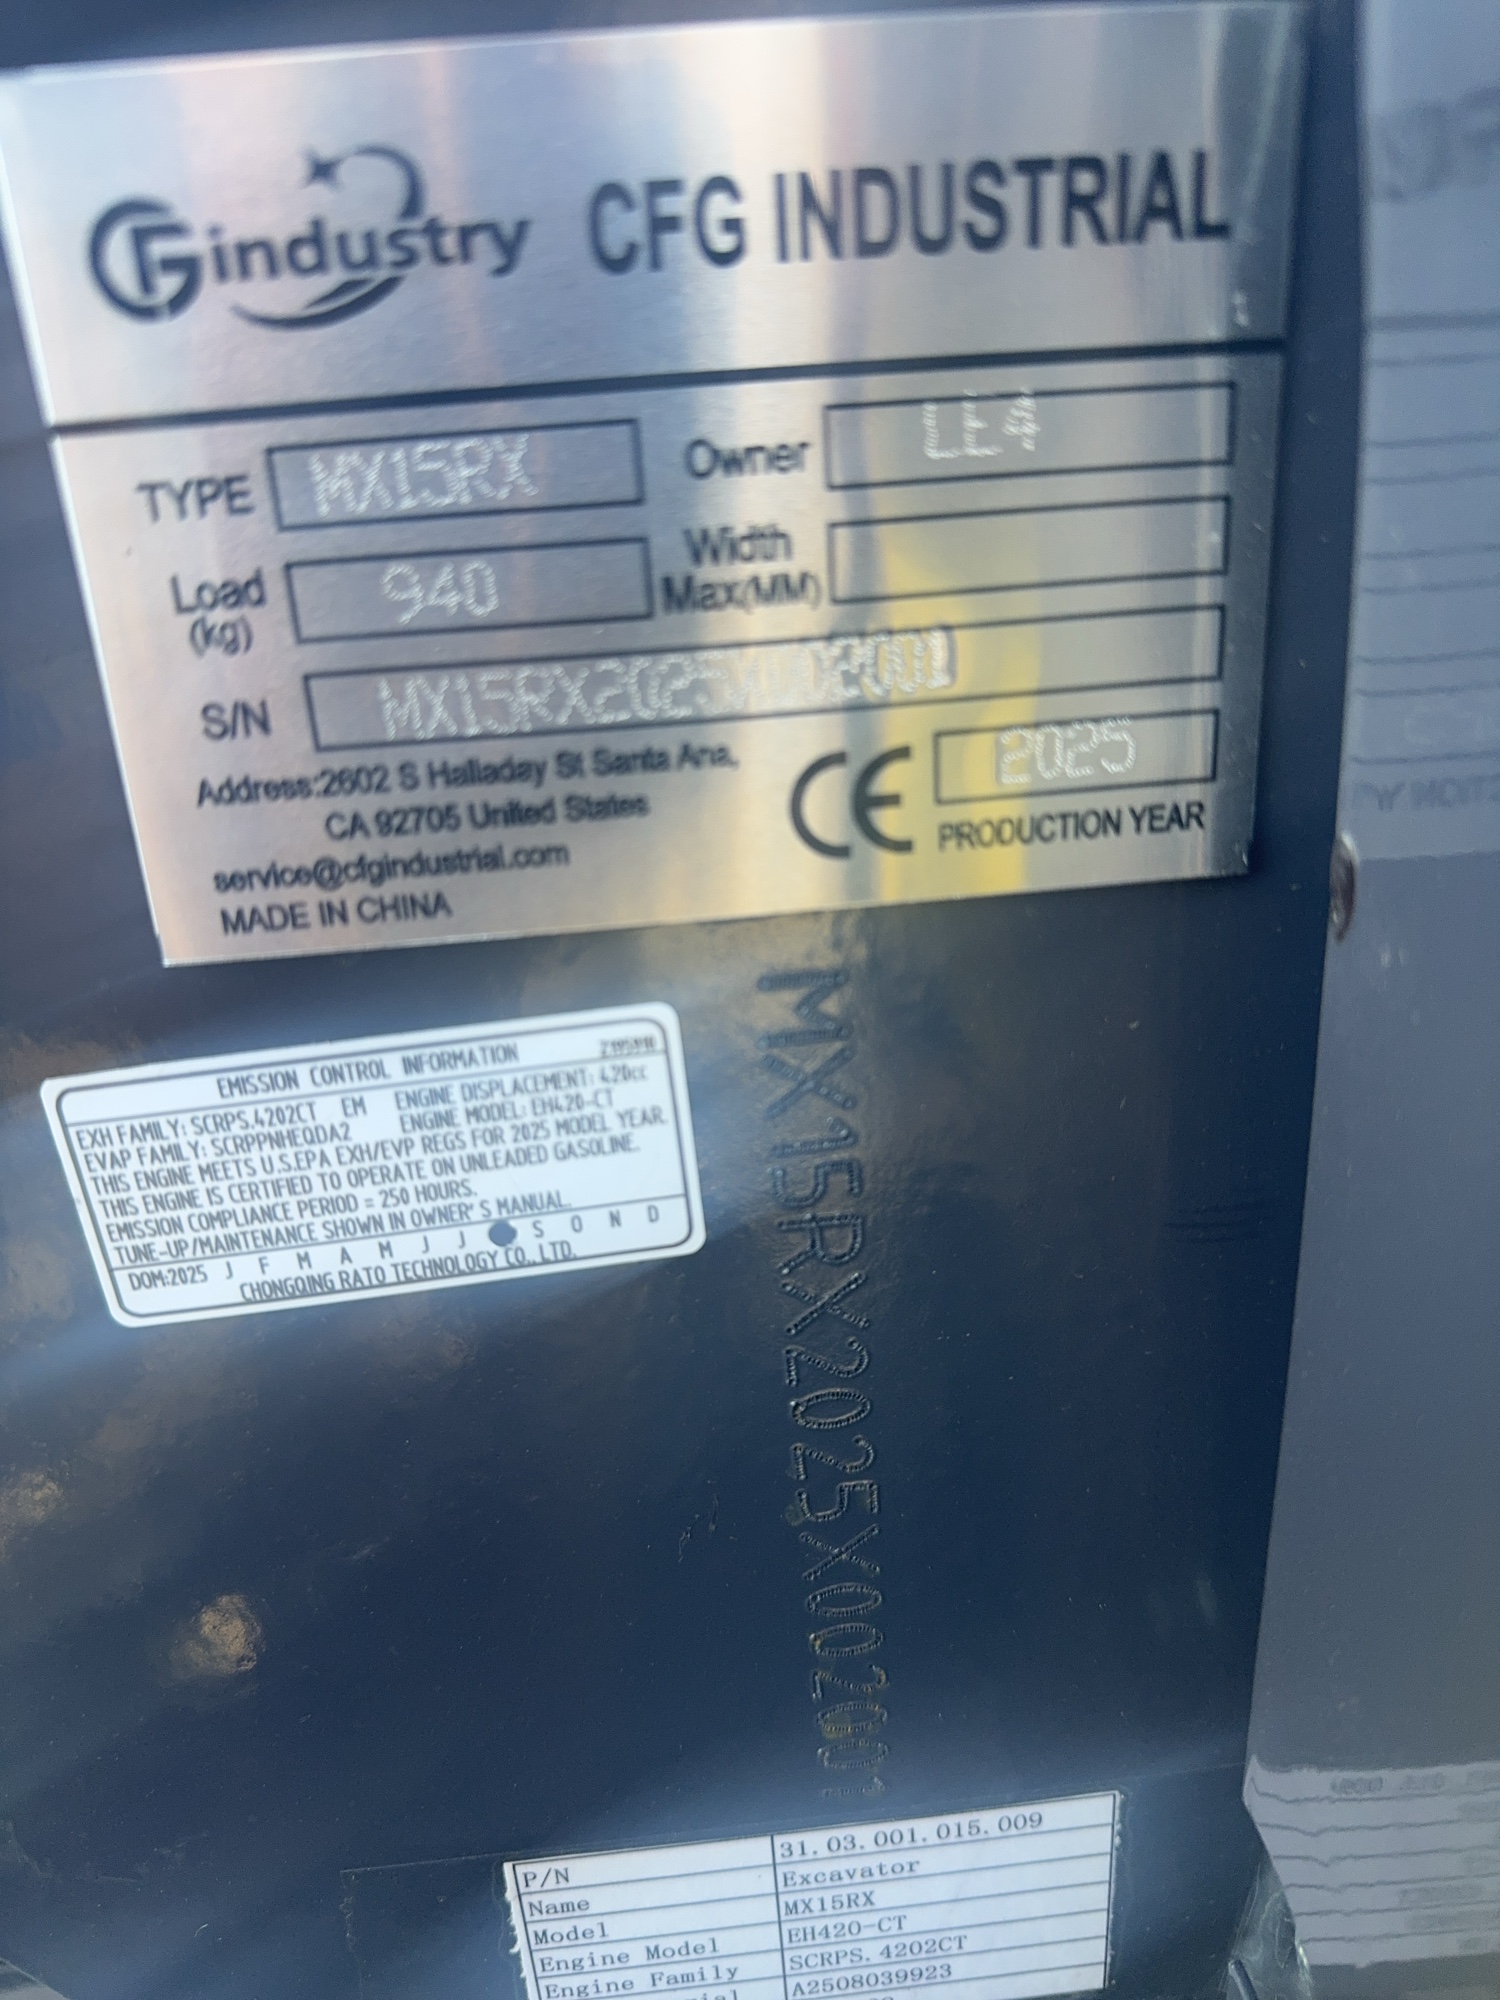 CFGindustry CFG INDUSTRIAL
TYPE MX15RX Owner
Load (kg) 940 Width Max(MM)
S/N MX15RX2025X002001
Address:2602 S Halladay St Santa Ana,
CA 92705 United States
service@cfgindustrial.com
MADE IN CHINA
CE 2025
PRODUCTION YEAR
EMISSION CONTROL INFORMATION
EXH FAMILY: SCRPS.4202CT EM ENGINE DISPLACEMENT: 420cc
EVAP FAMILY: SCRPPNHEQDA2 ENGINE MODEL: EH420-CT
THIS ENGINE MEETS U.S.EPA EXH/EVP REGS FOR 2025 MODEL YEAR.
THIS ENGINE IS CERTIFIED TO OPERATE ON UNLEADED GASOLINE.
EMISSION COMPLIANCE PERIOD = 250 HOURS.
TUNE-UP/MAINTENANCE SHOWN IN OWNER'S MANUAL.
DOM:2025 J F M A M J J S O N D
CHONGQING RATO TECHNOLOGY CO., LTD.
MX15RX2025X002001
P/N 31.03.001.015.009
Name Excavator
Model MX15RX
Engine Model EH420-CT
Engine Family SCRPS.4202CT
A2508039923